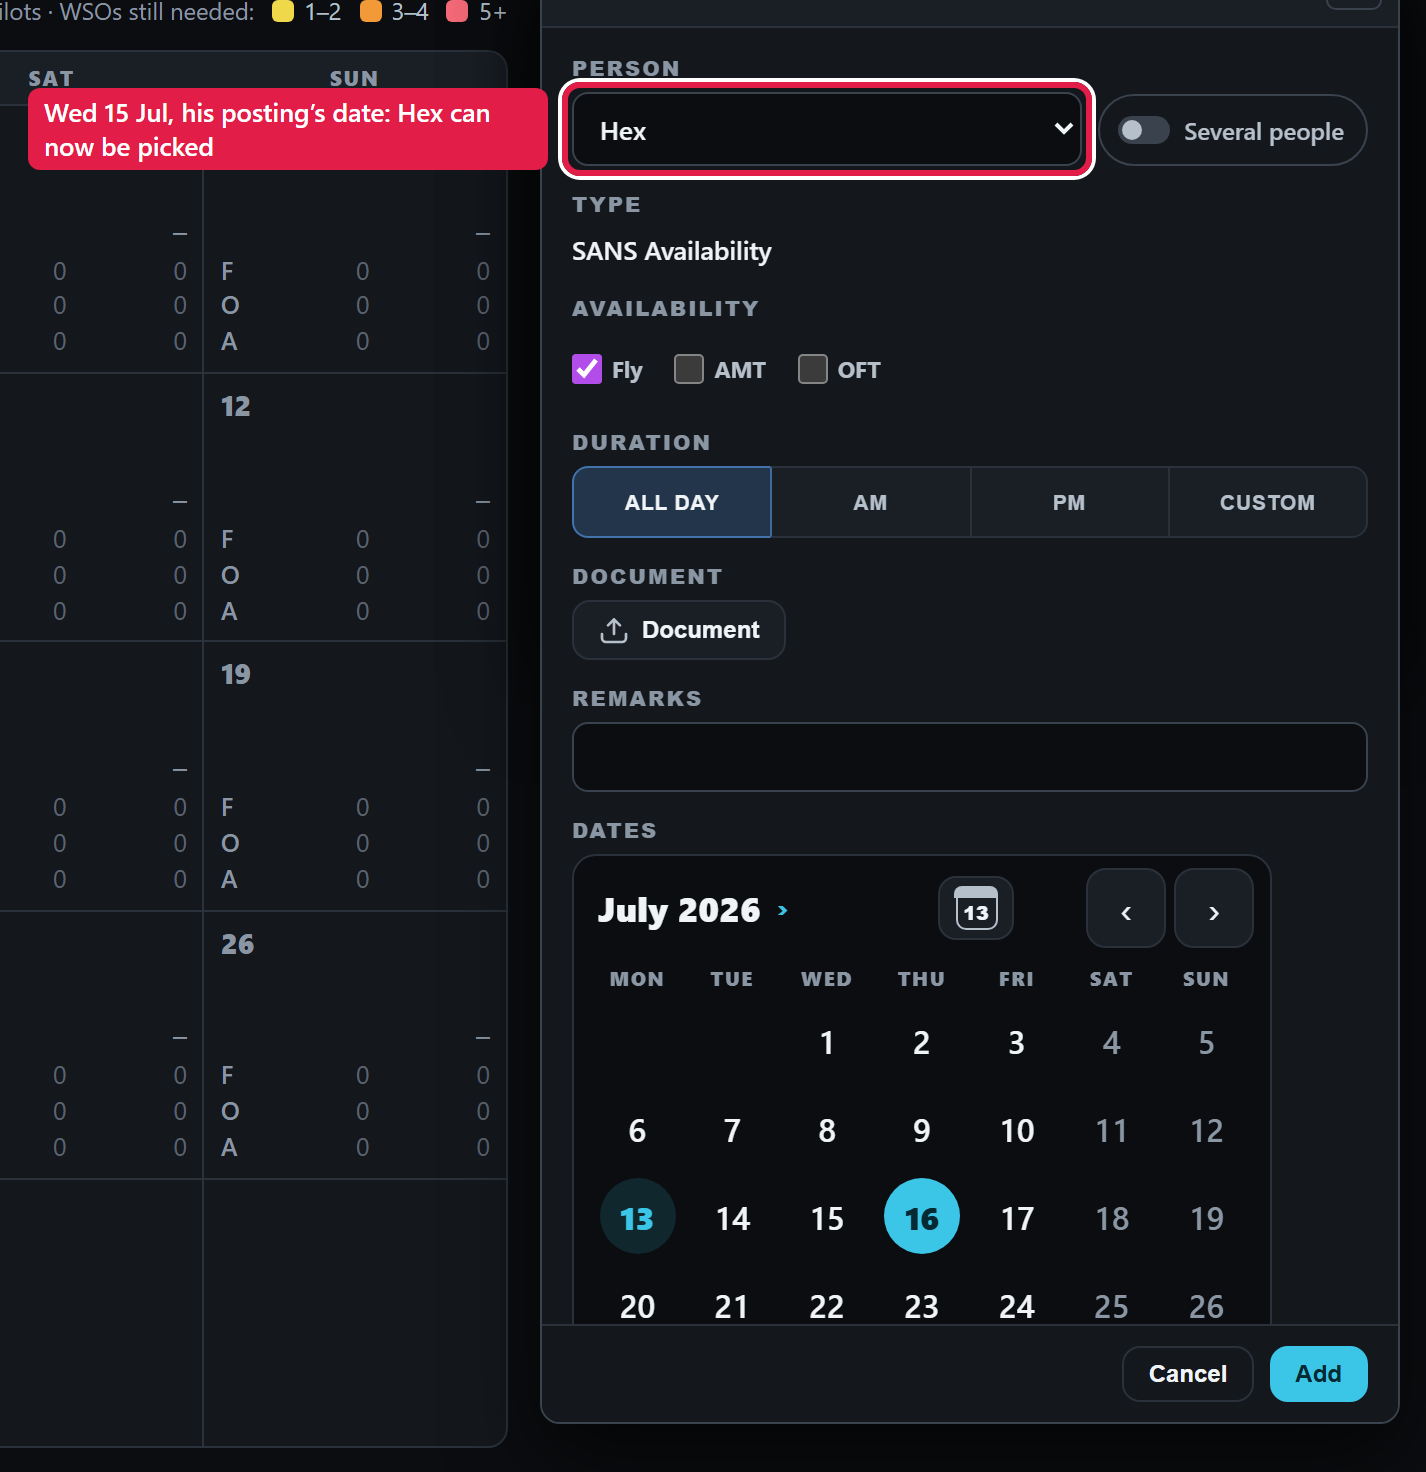 ilots · WSOs still needed: 1–2 3–4 5+
SAT SUN
Wed 15 Jul, his posting's date: Hex can
now be picked
– –
0 0 F 0 0
0 0 O 0 0
0 0 A 0 0
12
– –
0 0 F 0 0
0 0 O 0 0
0 0 A 0 0
19
– –
0 0 F 0 0
0 0 O 0 0
0 0 A 0 0
26
– –
0 0 F 0 0
0 0 O 0 0
0 0 A 0 0
PERSON
Hex
Several people
TYPE
SANS Availability
AVAILABILITY
Fly AMT OFT
DURATION
ALL DAY AM PM CUSTOM
DOCUMENT
Document
REMARKS
DATES
July 2026 › 13 ‹ ›
MON TUE WED THU FRI SAT SUN
1 2 3 4 5
6 7 8 9 10 11 12
13 14 15 16 17 18 19
20 21 22 23 24 25 26
Cancel Add